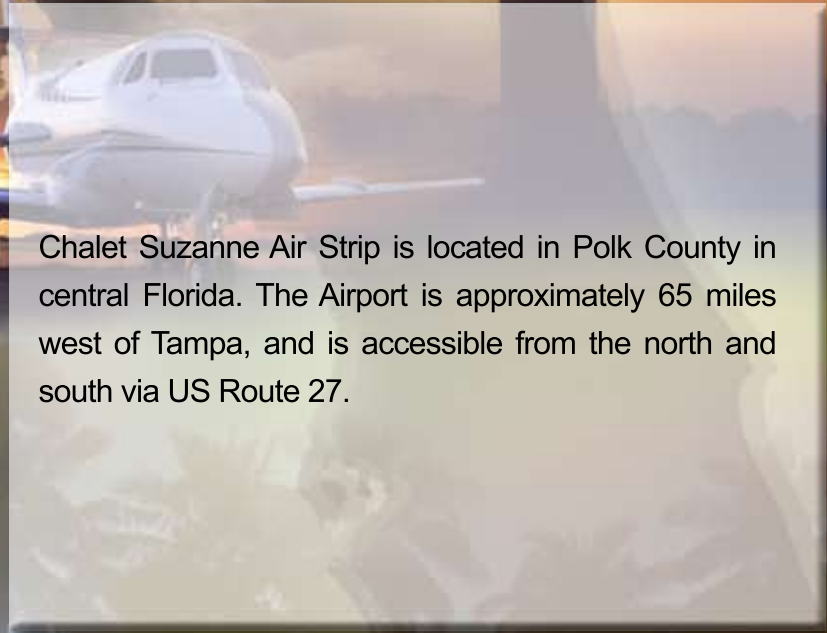 Chalet Suzanne Air Strip is located in Polk County in
central Florida. The Airport is approximately 65 miles
west of Tampa, and is accessible from the north and
south via US Route 27.